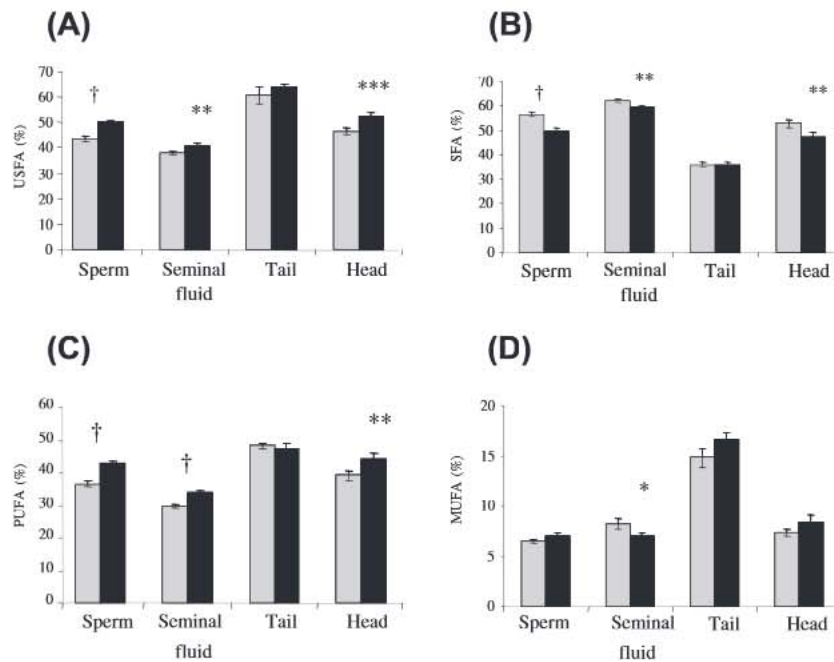 (A)
USFA (%)
70
60
50
40
30
20
10
0
†
**
***
Sperm Seminal Tail Head
fluid
(B)
SFA (%)
70
60
50
40
30
20
10
0
†
**
**
Sperm Seminal Tail Head
fluid
(C)
PUFA (%)
60
50
40
30
20
10
0
†
†
**
Sperm Seminal Tail Head
fluid
(D)
MUFA (%)
20
15
10
5
0
*
Sperm Seminal Tail Head
fluid